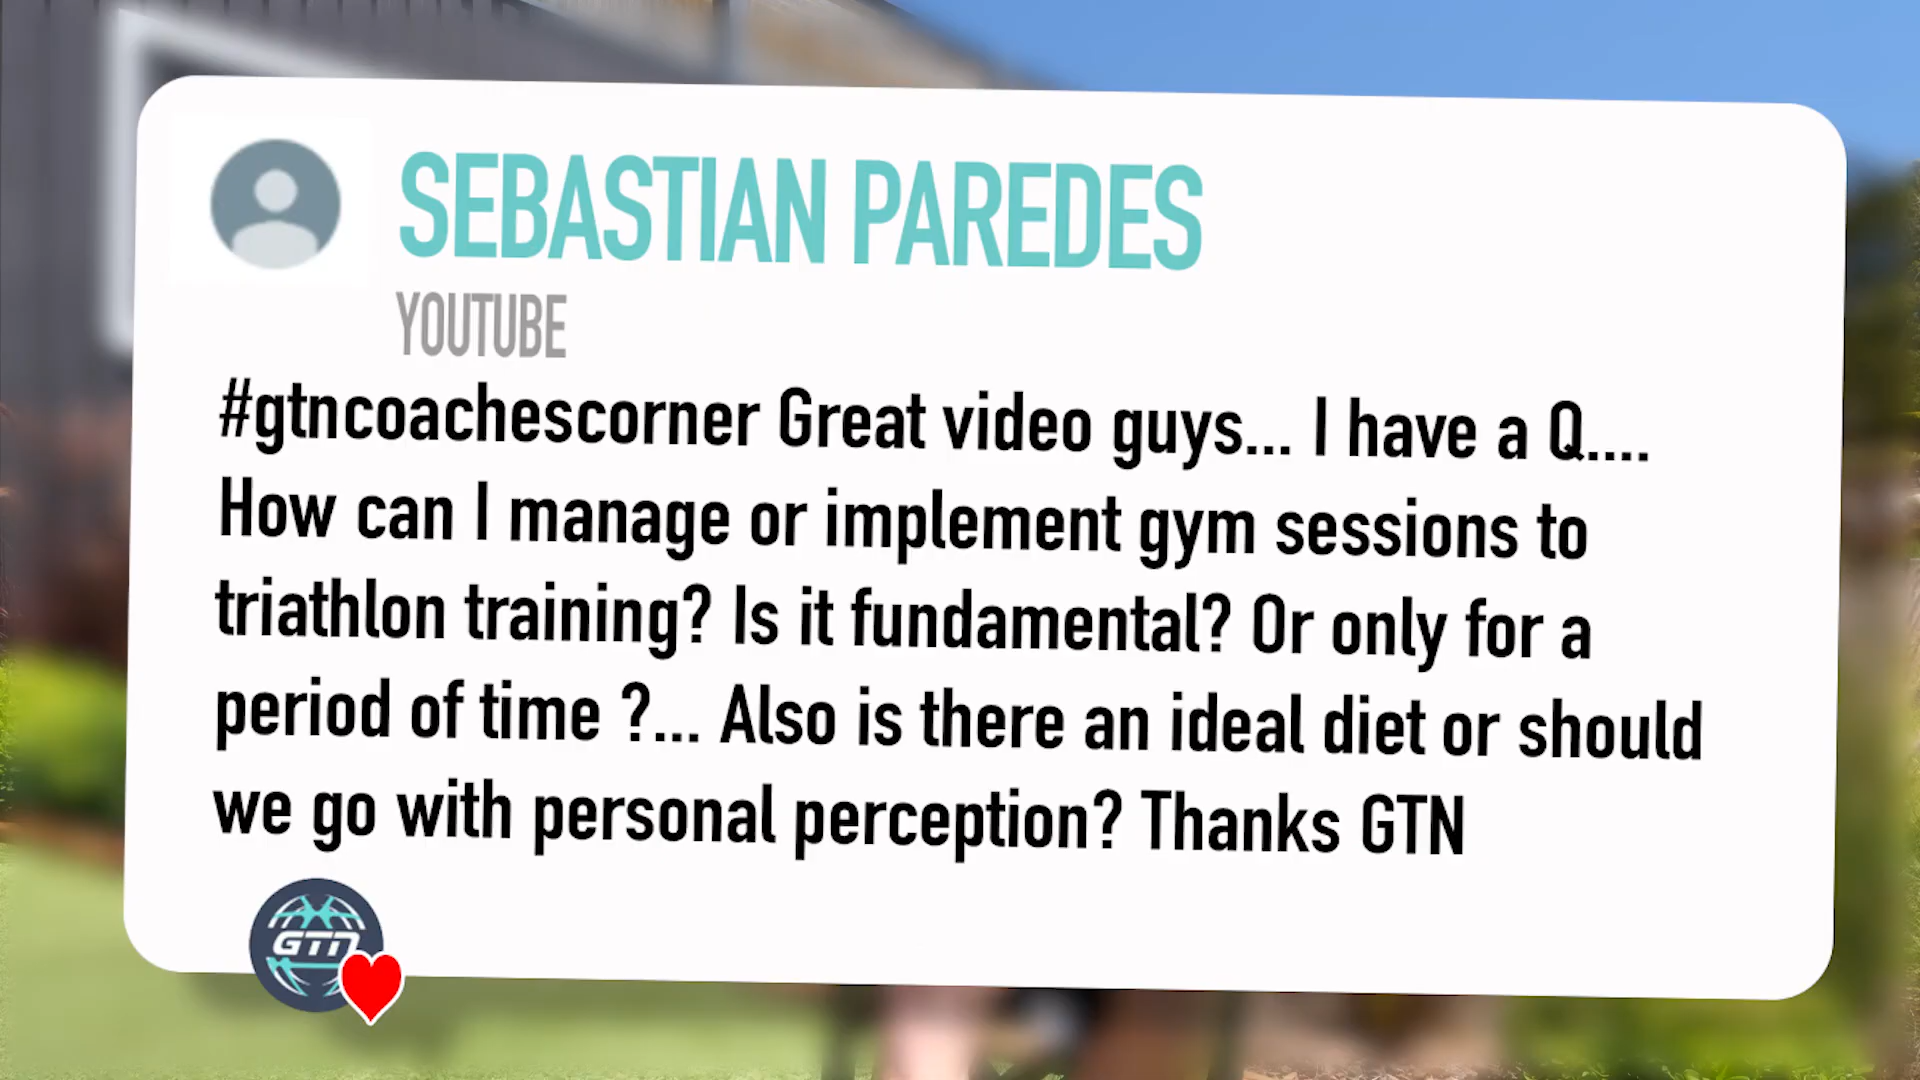 SEBASTIAN PAREDES
YOUTUBE
#gtncoachescorner Great video guys... I have a Q....
How can I manage or implement gym sessions to
triathlon training? Is it fundamental? Or only for a
period of time ?... Also is there an ideal diet or should
we go with personal perception? Thanks GTN
GTN